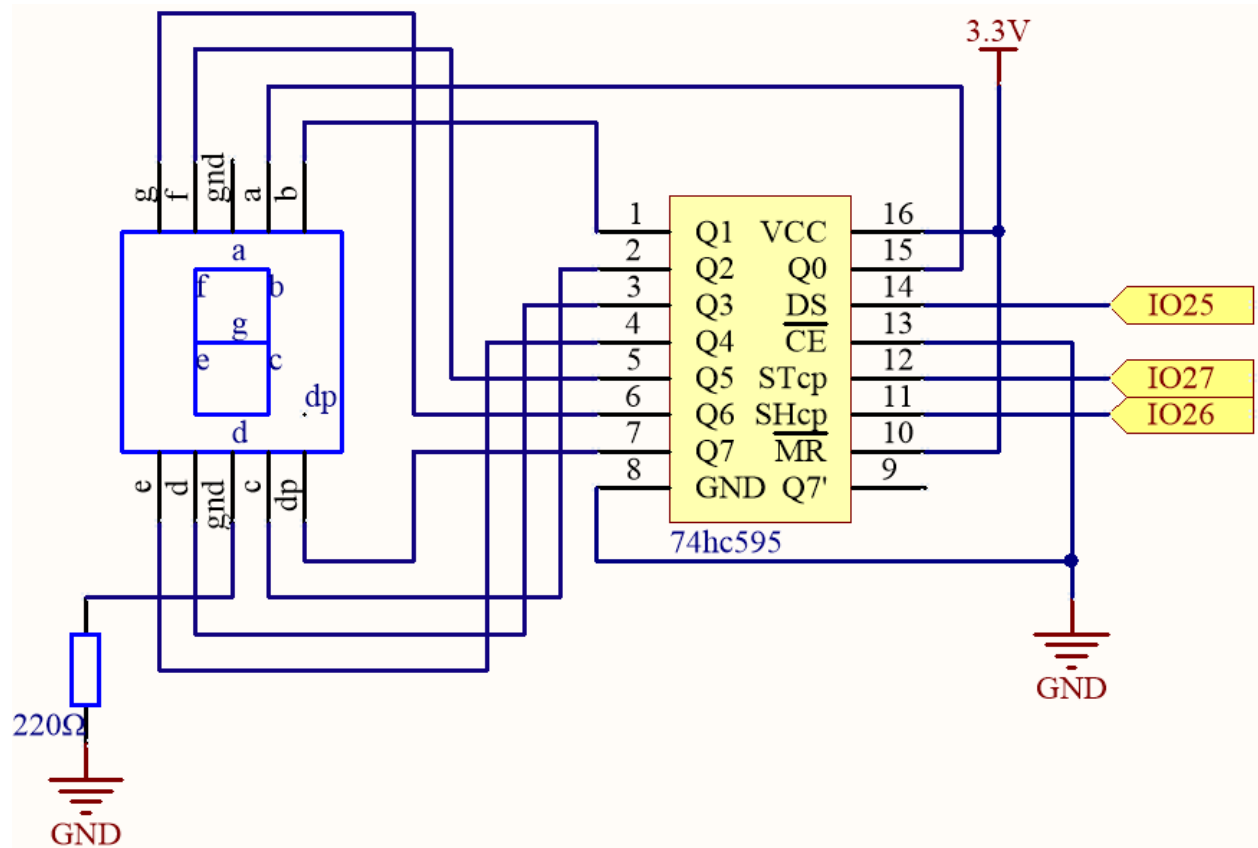 3.3V
g f gnd a b
a
f b
g
e c
dp
d
e d gnd c dp
220Ω
GND
1 Q1 VCC 16
2 Q2 Q0 15
3 Q3 DS 14 IO25
4 Q4 CE 13
5 Q5 STcp 12 IO27
6 Q6 SHcp 11 IO26
7 Q7 MR 10
8 GND Q7' 9
74hc595
GND